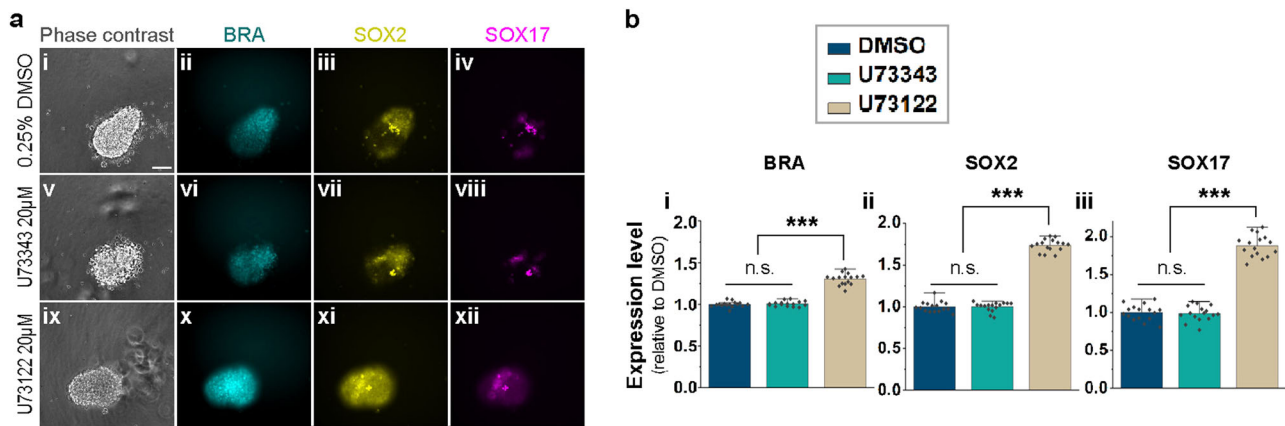 a
Phase contrast BRA SOX2 SOX17
0.25% DMSO
i ii iii iv
U73343 20µM
v vi vii viii
U73122 20µM
ix x xi xii
b
DMSO
U73343
U73122
Expression level
(relative to DMSO)
BRA
i
2.0
1.5
1.0
0.5
0.0
n.s.
***
SOX2
ii
2.0
1.5
1.0
0.5
0.0
n.s.
***
SOX17
iii
2.0
1.5
1.0
0.5
0.0
n.s.
***